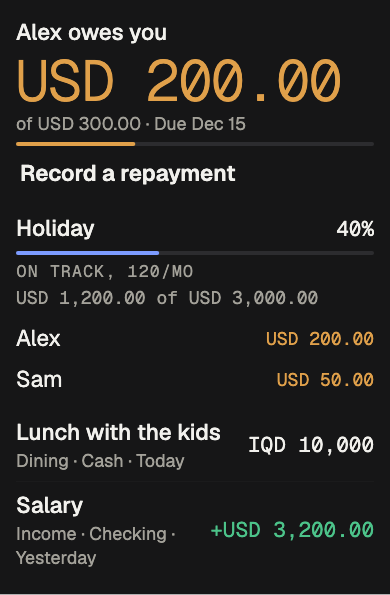 Alex owes you
USD 200.00
of USD 300.00 · Due Dec 15
Record a repayment
Holiday 40%
ON TRACK, 120/MO
USD 1,200.00 of USD 3,000.00
Alex USD 200.00
Sam USD 50.00
Lunch with the kids IQD 10,000
Dining · Cash · Today
Salary
Income · Checking · +USD 3,200.00
Yesterday